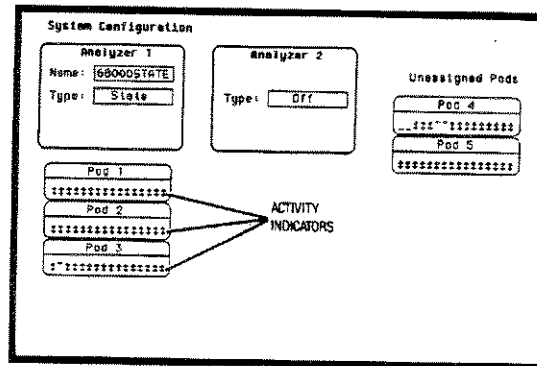 System Configuration
Analyzer 1
Name: 68000STATE
Type: State
Analyzer 2
Type: Off
Unassigned Pods
Pod 4
Pod 5
Pod 1
Pod 2
Pod 3
ACTIVITY
INDICATORS